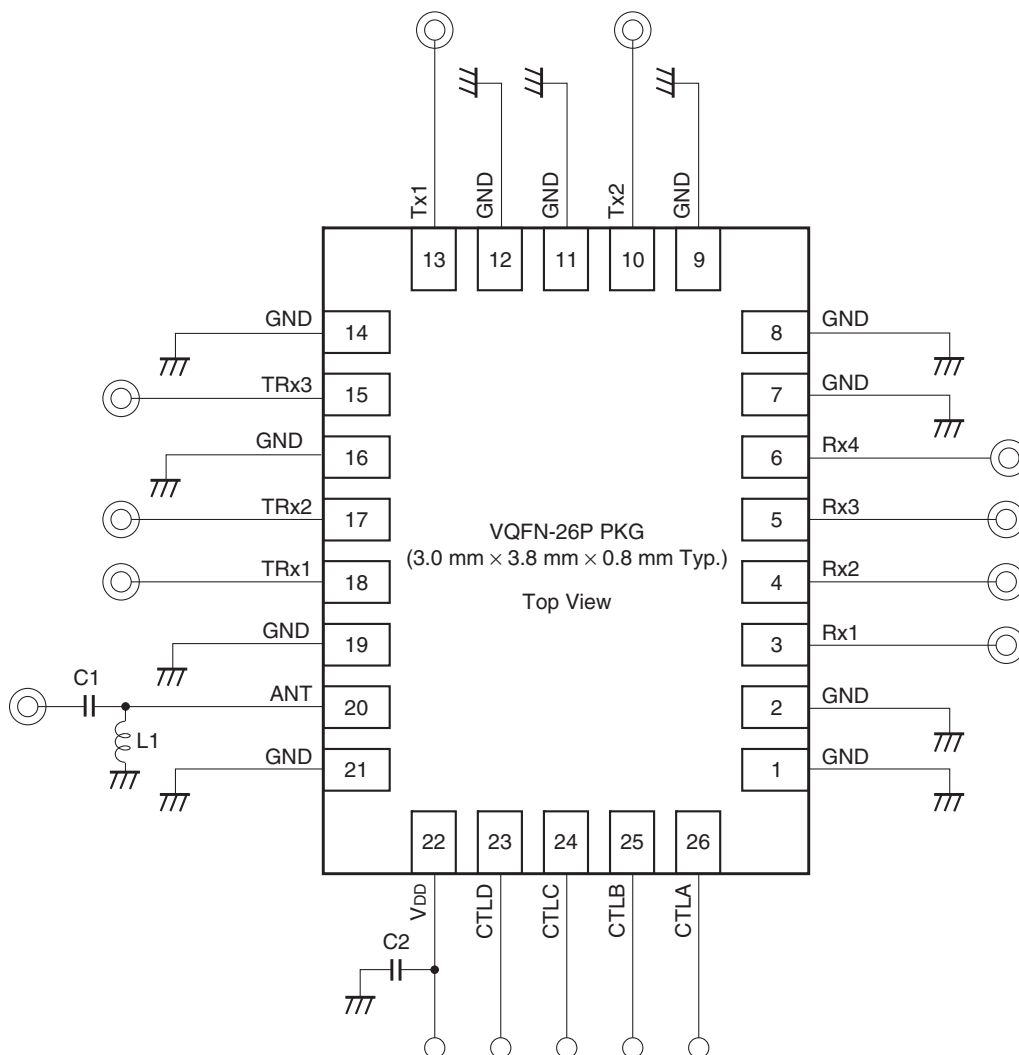 Tx1
GND
GND
Tx2
GND
13
12
11
10
9
GND
14
8
GND
TRx3
15
7
GND
GND
16
6
Rx4
TRx2
17
5
Rx3
VQFN-26P PKG
(3.0 mm × 3.8 mm × 0.8 mm Typ.)
Top View
TRx1
18
4
Rx2
GND
19
3
Rx1
C1
ANT
20
2
GND
L1
GND
21
1
GND
22
23
24
25
26
VDD
CTLD
CTLC
CTLB
CTLA
C2